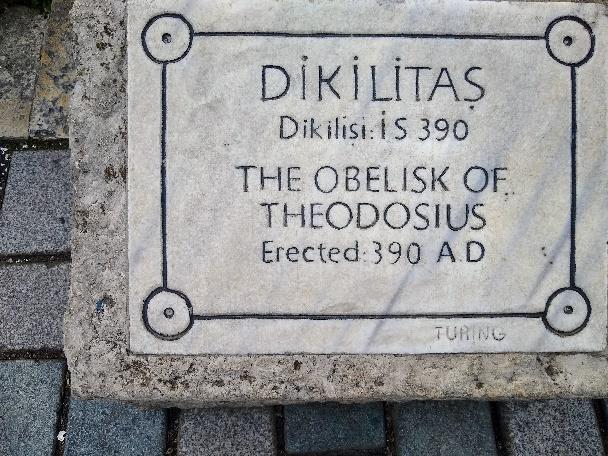 DİKİLİTAŞ
Dikilişi: İS 390
THE OBELISK OF
THEODOSIUS
Erected: 390 A.D
TURING